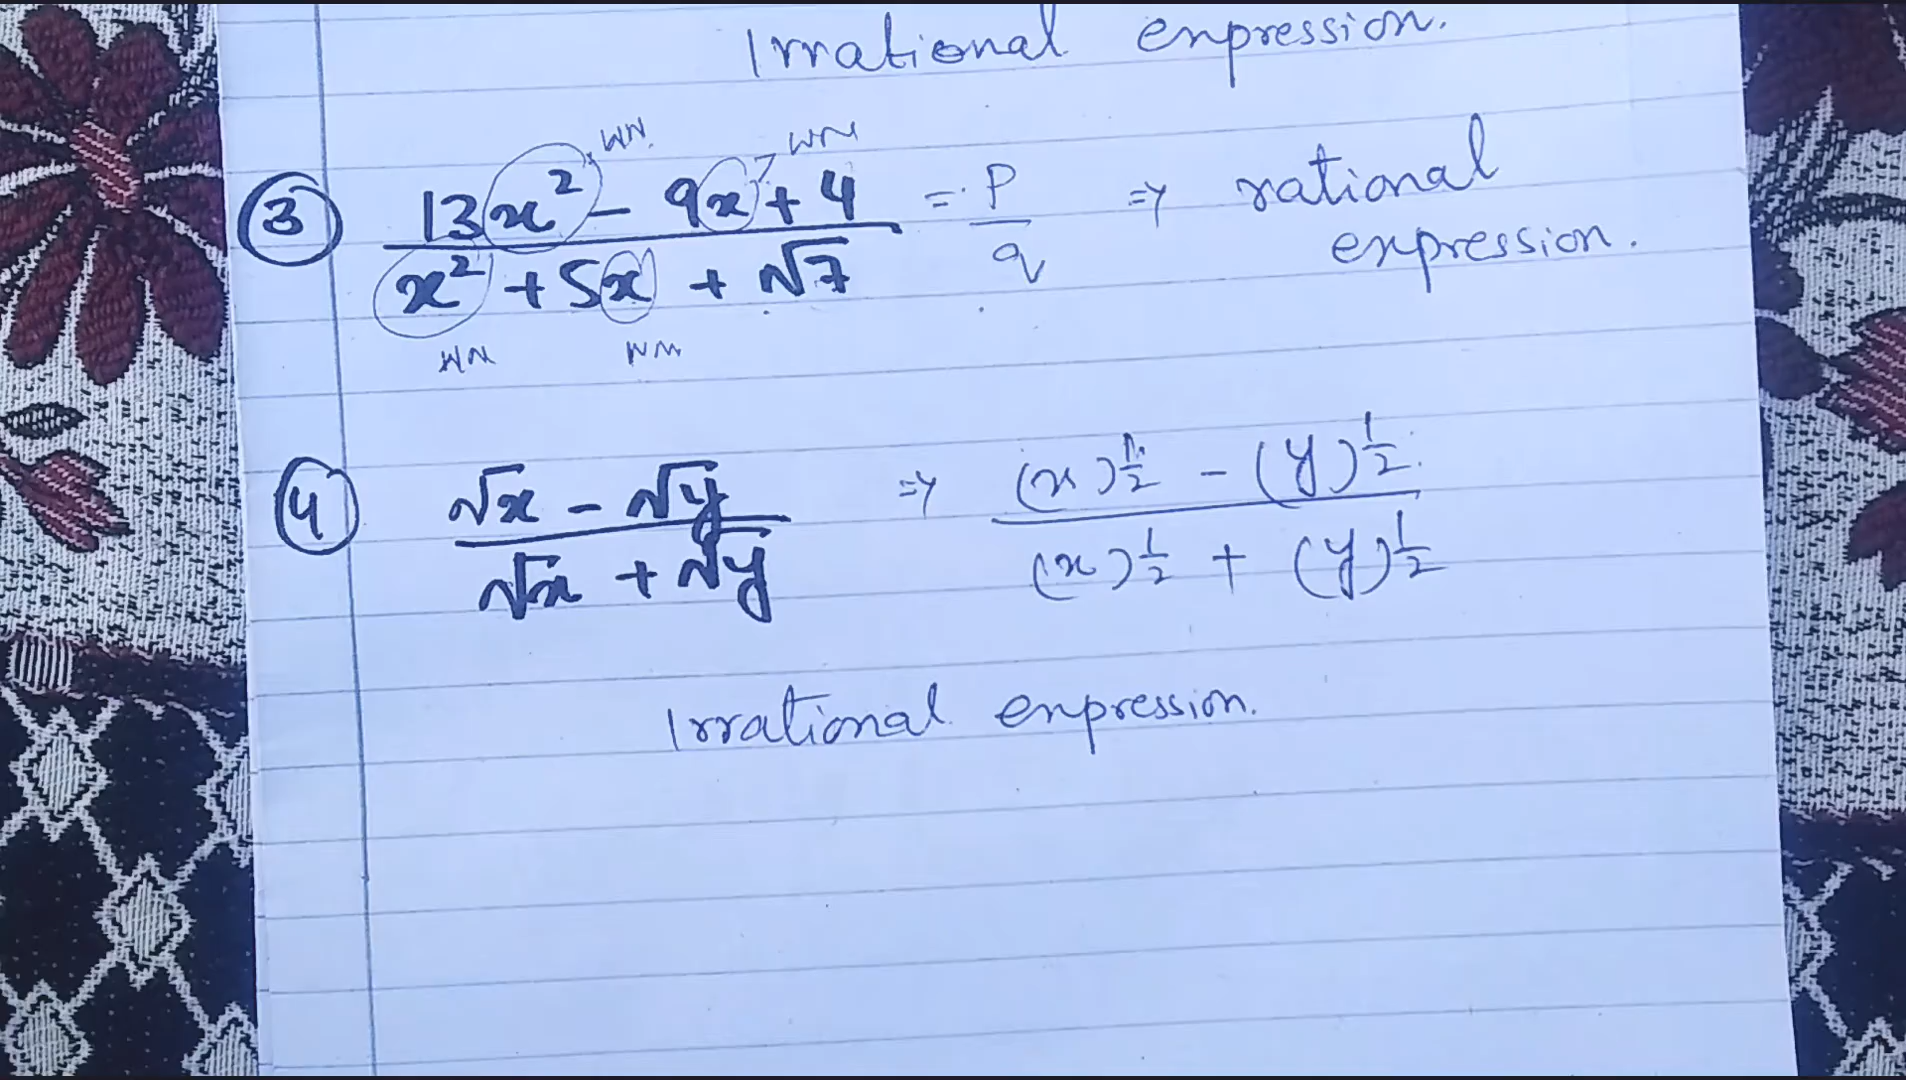 Irrational expression.
WN. WN
③ 13x² - 9x + 4 / x² + 5x + √7 = P/q ⇒ rational expression.
WN WN
④ √x - √y / √x + √y ⇒ (x)^1/2 - (y)^1/2 / (x)^1/2 + (y)^1/2
Irrational expression.